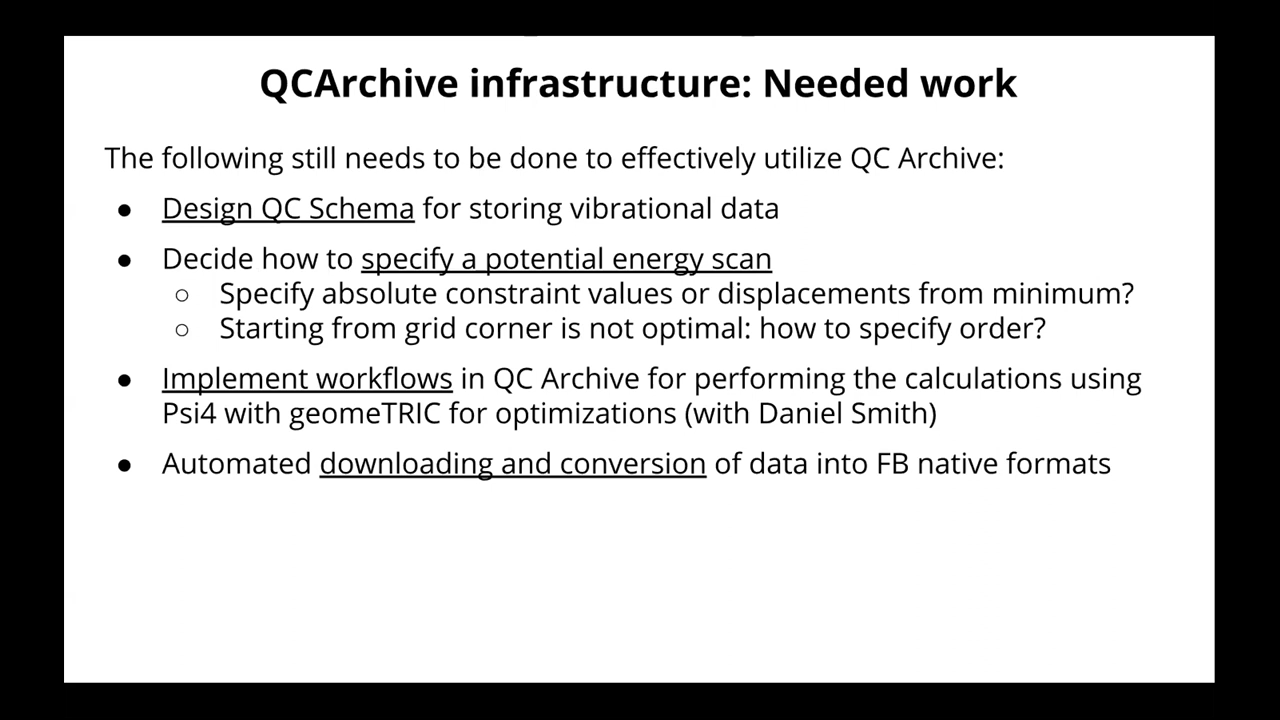 QCArchive infrastructure: Needed work
The following still needs to be done to effectively utilize QC Archive:
● Design QC Schema for storing vibrational data
● Decide how to specify a potential energy scan
○ Specify absolute constraint values or displacements from minimum?
○ Starting from grid corner is not optimal: how to specify order?
● Implement workflows in QC Archive for performing the calculations using
Psi4 with geomeTRIC for optimizations (with Daniel Smith)
● Automated downloading and conversion of data into FB native formats